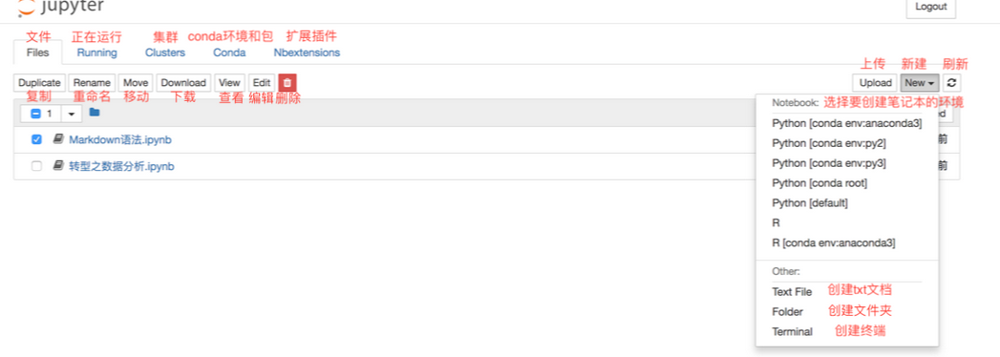 jupyter
Logout
文件 正在运行 集群 conda环境和包 扩展插件
Files Running Clusters Conda Nbextensions
上传 新建 刷新
Duplicate Rename Move Download View Edit Upload New
复制 重命名 移动 下载 查看 编辑 删除
1
Notebook: 选择要创建笔记本的环境
Python [conda env:anaconda3]
Markdown语法.ipynb 前
Python [conda env:py2]
转型之数据分析.ipynb 前
Python [conda env:py3]
Python [conda root]
Python [default]
R
R [conda env:anaconda3]
Other:
Text File 创建txt文档
Folder 创建文件夹
Terminal 创建终端